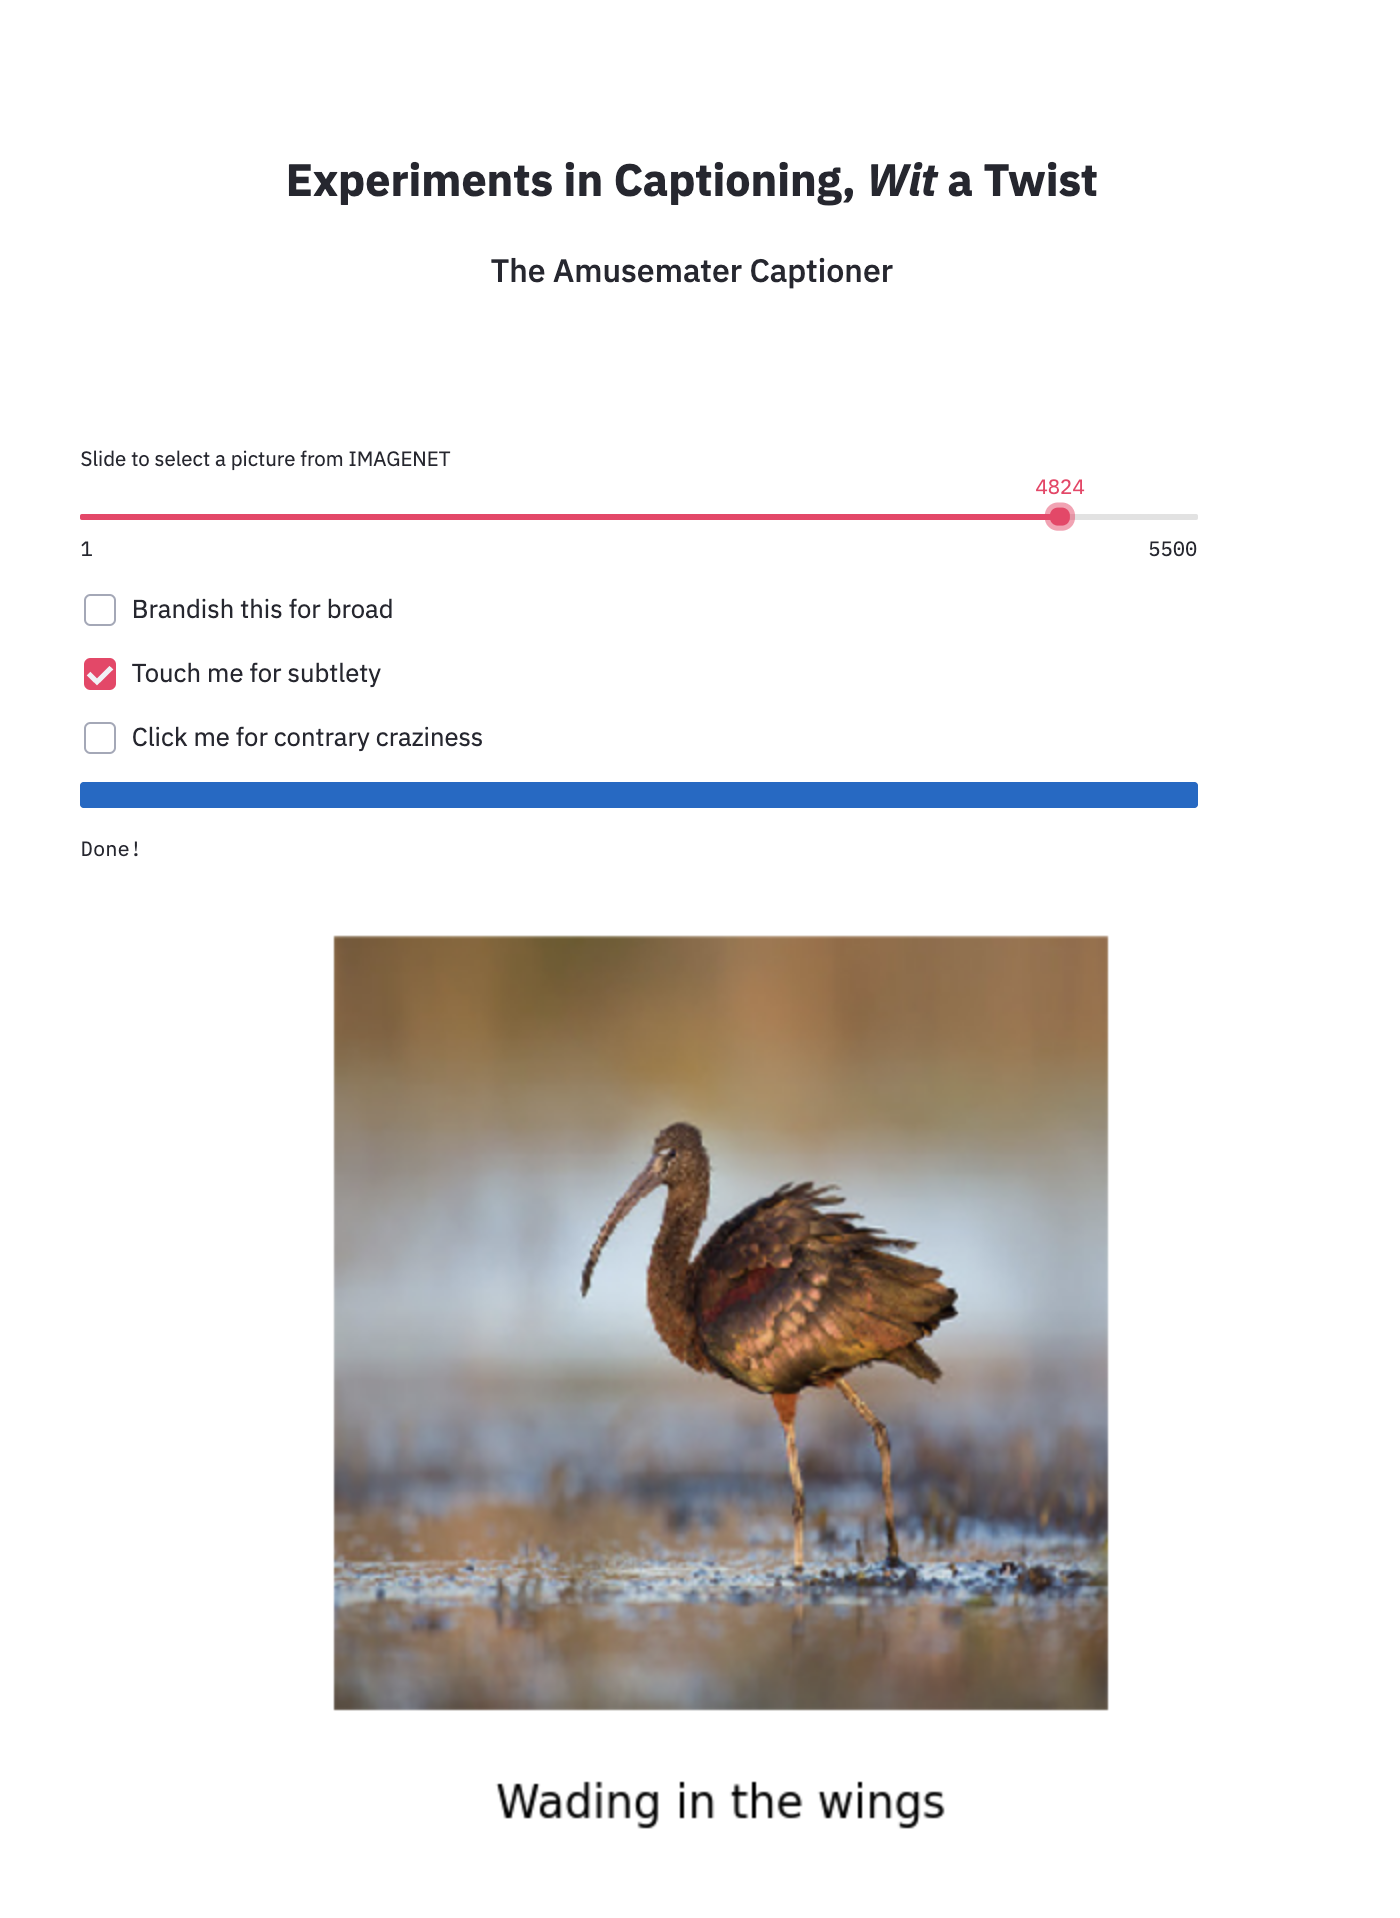 Experiments in Captioning, Wit a Twist
The Amusemater Captioner
Slide to select a picture from IMAGENET
4824
1 5500
Brandish this for broad
Touch me for subtlety
Click me for contrary craziness
Done!
Wading in the wings